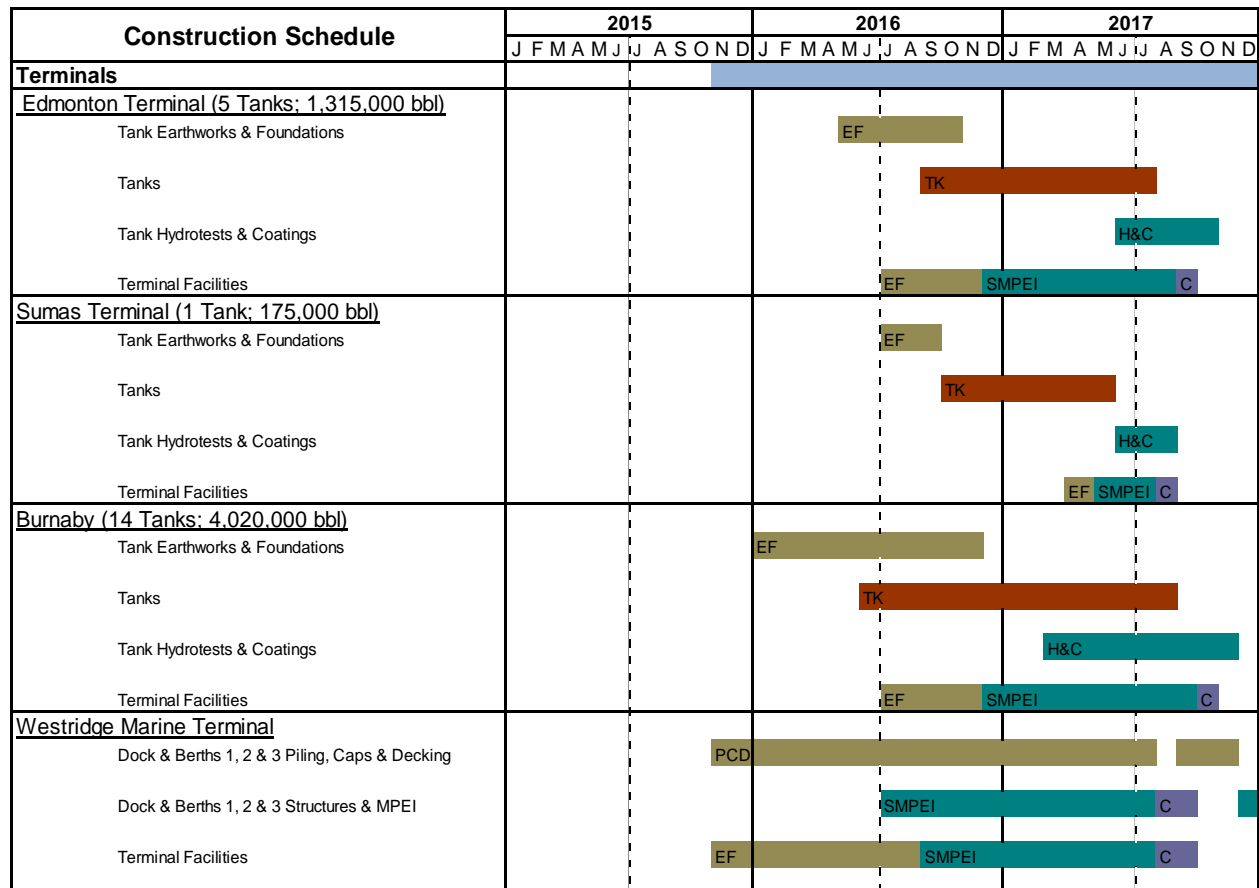 Construction Schedule 2015 2016 2017
J F M A M J J A S O N D J F M A M J J A S O N D J F M A M J J A S O N D
Terminals
Edmonton Terminal (5 Tanks; 1,315,000 bbl)
Tank Earthworks & Foundations EF
Tanks TK
Tank Hydrotests & Coatings H&C
Terminal Facilities EF SMPEI C
Sumas Terminal (1 Tank; 175,000 bbl)
Tank Earthworks & Foundations EF
Tanks TK
Tank Hydrotests & Coatings H&C
Terminal Facilities EF SMPEI C
Burnaby (14 Tanks; 4,020,000 bbl)
Tank Earthworks & Foundations EF
Tanks TK
Tank Hydrotests & Coatings H&C
Terminal Facilities EF SMPEI C
Westridge Marine Terminal
Dock & Berths 1, 2 & 3 Piling, Caps & Decking PCD
Dock & Berths 1, 2 & 3 Structures & MPEI SMPEI C
Terminal Facilities EF SMPEI C